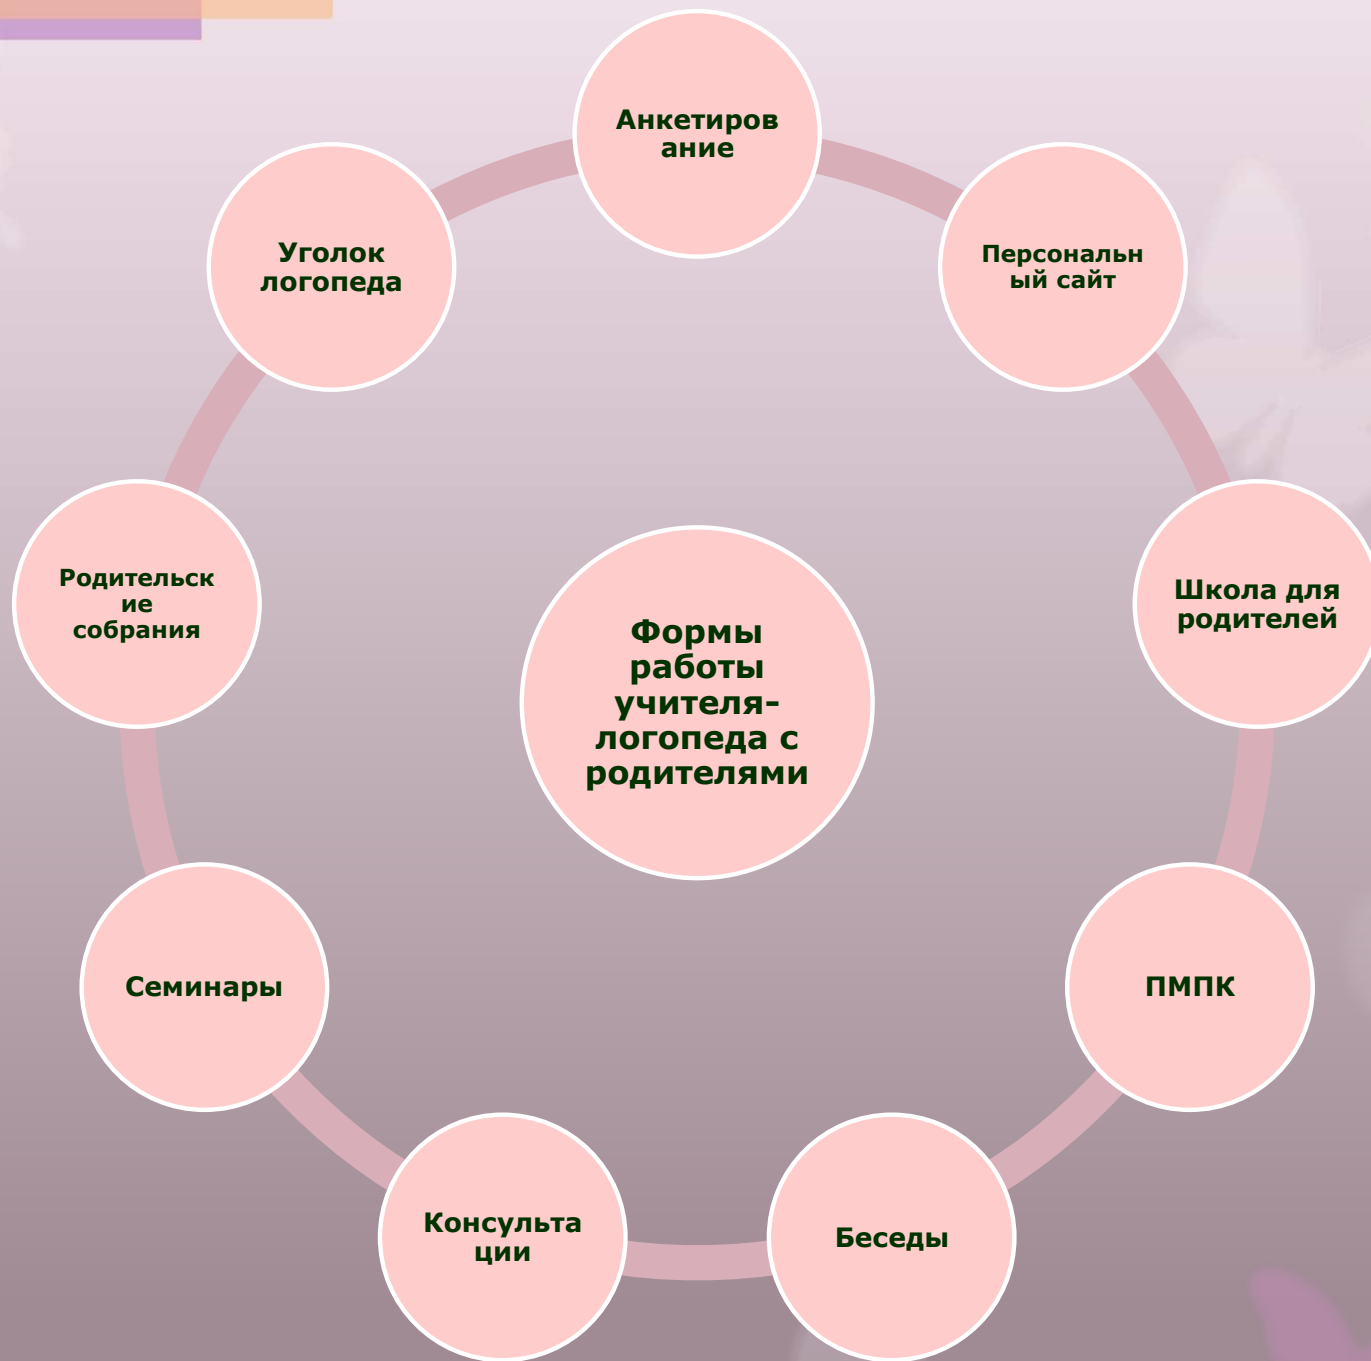 Анкетиров
ание
Персональн
ый сайт
Школа для
родителей
ПМПК
Беседы
Консульта
ции
Семинары
Родительск
ие
собрания
Уголок
логопеда
Формы
работы
учителя-
логопеда с
родителями